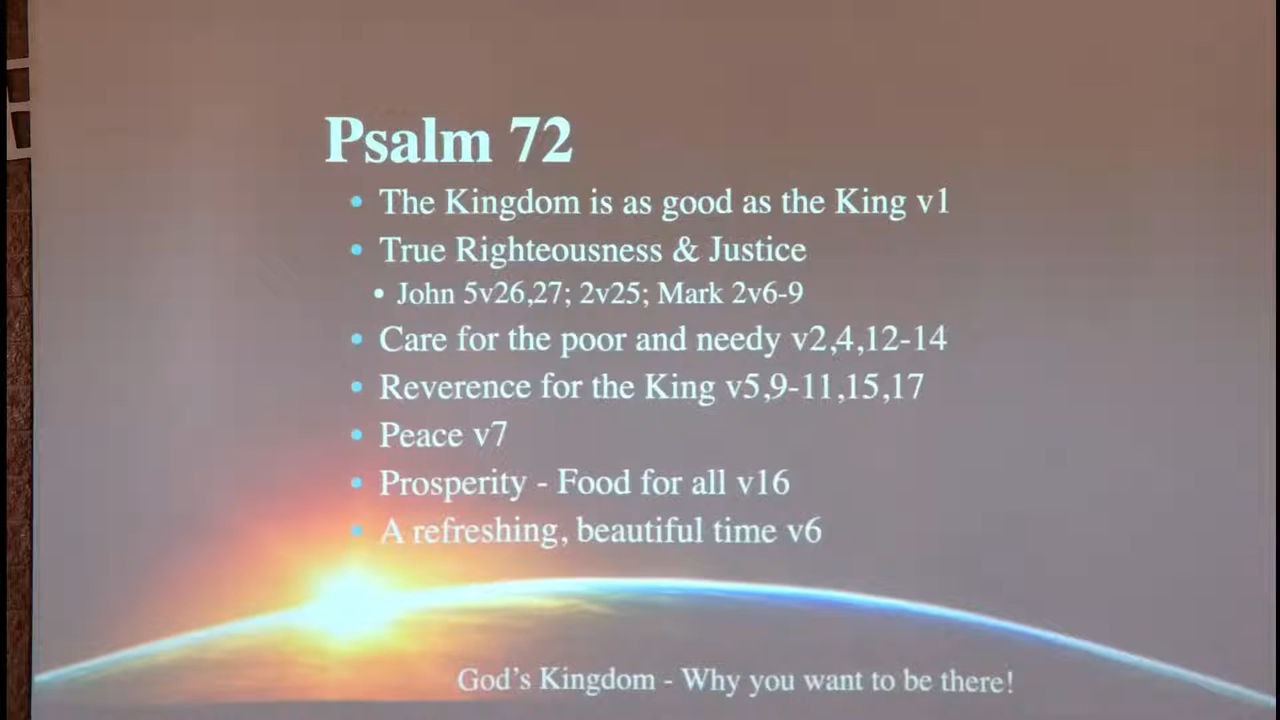 Psalm 72
• The Kingdom is as good as the King v1
• True Righteousness & Justice
• John 5v26,27; 2v25; Mark 2v6-9
• Care for the poor and needy v2,4,12-14
• Reverence for the King v5,9-11,15,17
• Peace v7
• Prosperity - Food for all v16
• A refreshing, beautiful time v6
God's Kingdom - Why you want to be there!